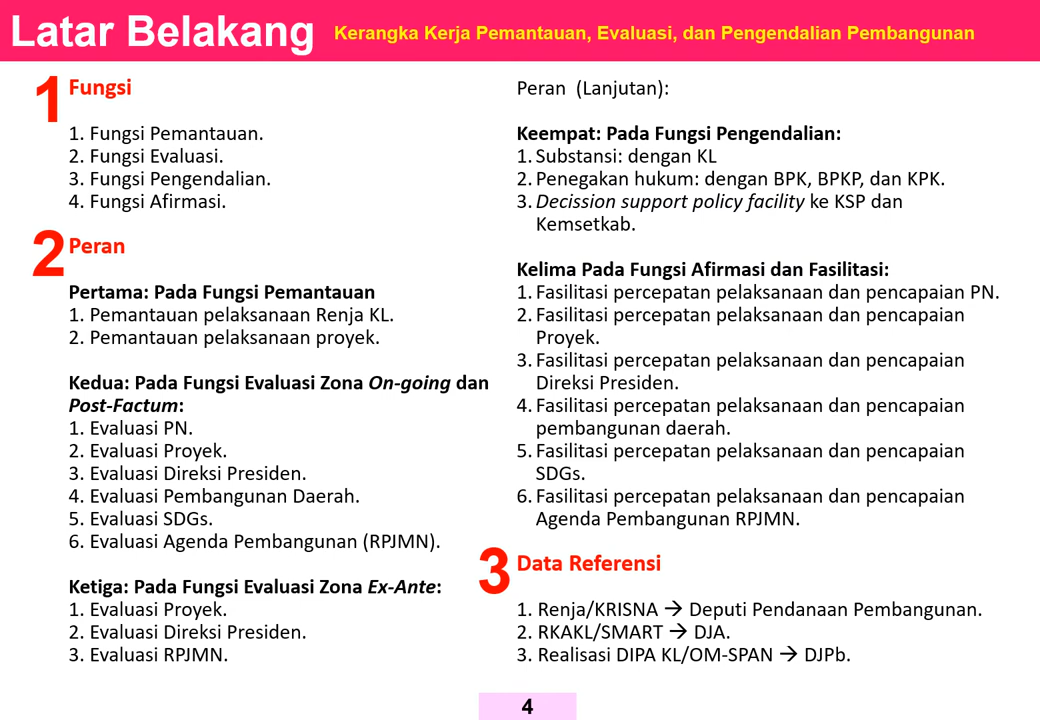 Latar Belakang Kerangka Kerja Pemantauan, Evaluasi, dan Pengendalian Pembangunan
1 Fungsi
1. Fungsi Pemantauan.
2. Fungsi Evaluasi.
3. Fungsi Pengendalian.
4. Fungsi Afirmasi.
2 Peran
Pertama: Pada Fungsi Pemantauan
1. Pemantauan pelaksanaan Renja KL.
2. Pemantauan pelaksanaan proyek.
Kedua: Pada Fungsi Evaluasi Zona On-going dan
Post-Factum:
1. Evaluasi PN.
2. Evaluasi Proyek.
3. Evaluasi Direksi Presiden.
4. Evaluasi Pembangunan Daerah.
5. Evaluasi SDGs.
6. Evaluasi Agenda Pembangunan (RPJMN).
Ketiga: Pada Fungsi Evaluasi Zona Ex-Ante:
1. Evaluasi Proyek.
2. Evaluasi Direksi Presiden.
3. Evaluasi RPJMN.
Peran (Lanjutan):
Keempat: Pada Fungsi Pengendalian:
1. Substansi: dengan KL
2. Penegakan hukum: dengan BPK, BPKP, dan KPK.
3. Decission support policy facility ke KSP dan
Kemsetkab.
Kelima Pada Fungsi Afirmasi dan Fasilitasi:
1. Fasilitasi percepatan pelaksanaan dan pencapaian PN.
2. Fasilitasi percepatan pelaksanaan dan pencapaian
Proyek.
3. Fasilitasi percepatan pelaksanaan dan pencapaian
Direksi Presiden.
4. Fasilitasi percepatan pelaksanaan dan pencapaian
pembangunan daerah.
5. Fasilitasi percepatan pelaksanaan dan pencapaian
SDGs.
6. Fasilitasi percepatan pelaksanaan dan pencapaian
Agenda Pembangunan RPJMN.
3 Data Referensi
1. Renja/KRISNA → Deputi Pendanaan Pembangunan.
2. RKAKL/SMART → DJA.
3. Realisasi DIPA KL/OM-SPAN → DJPb.
4